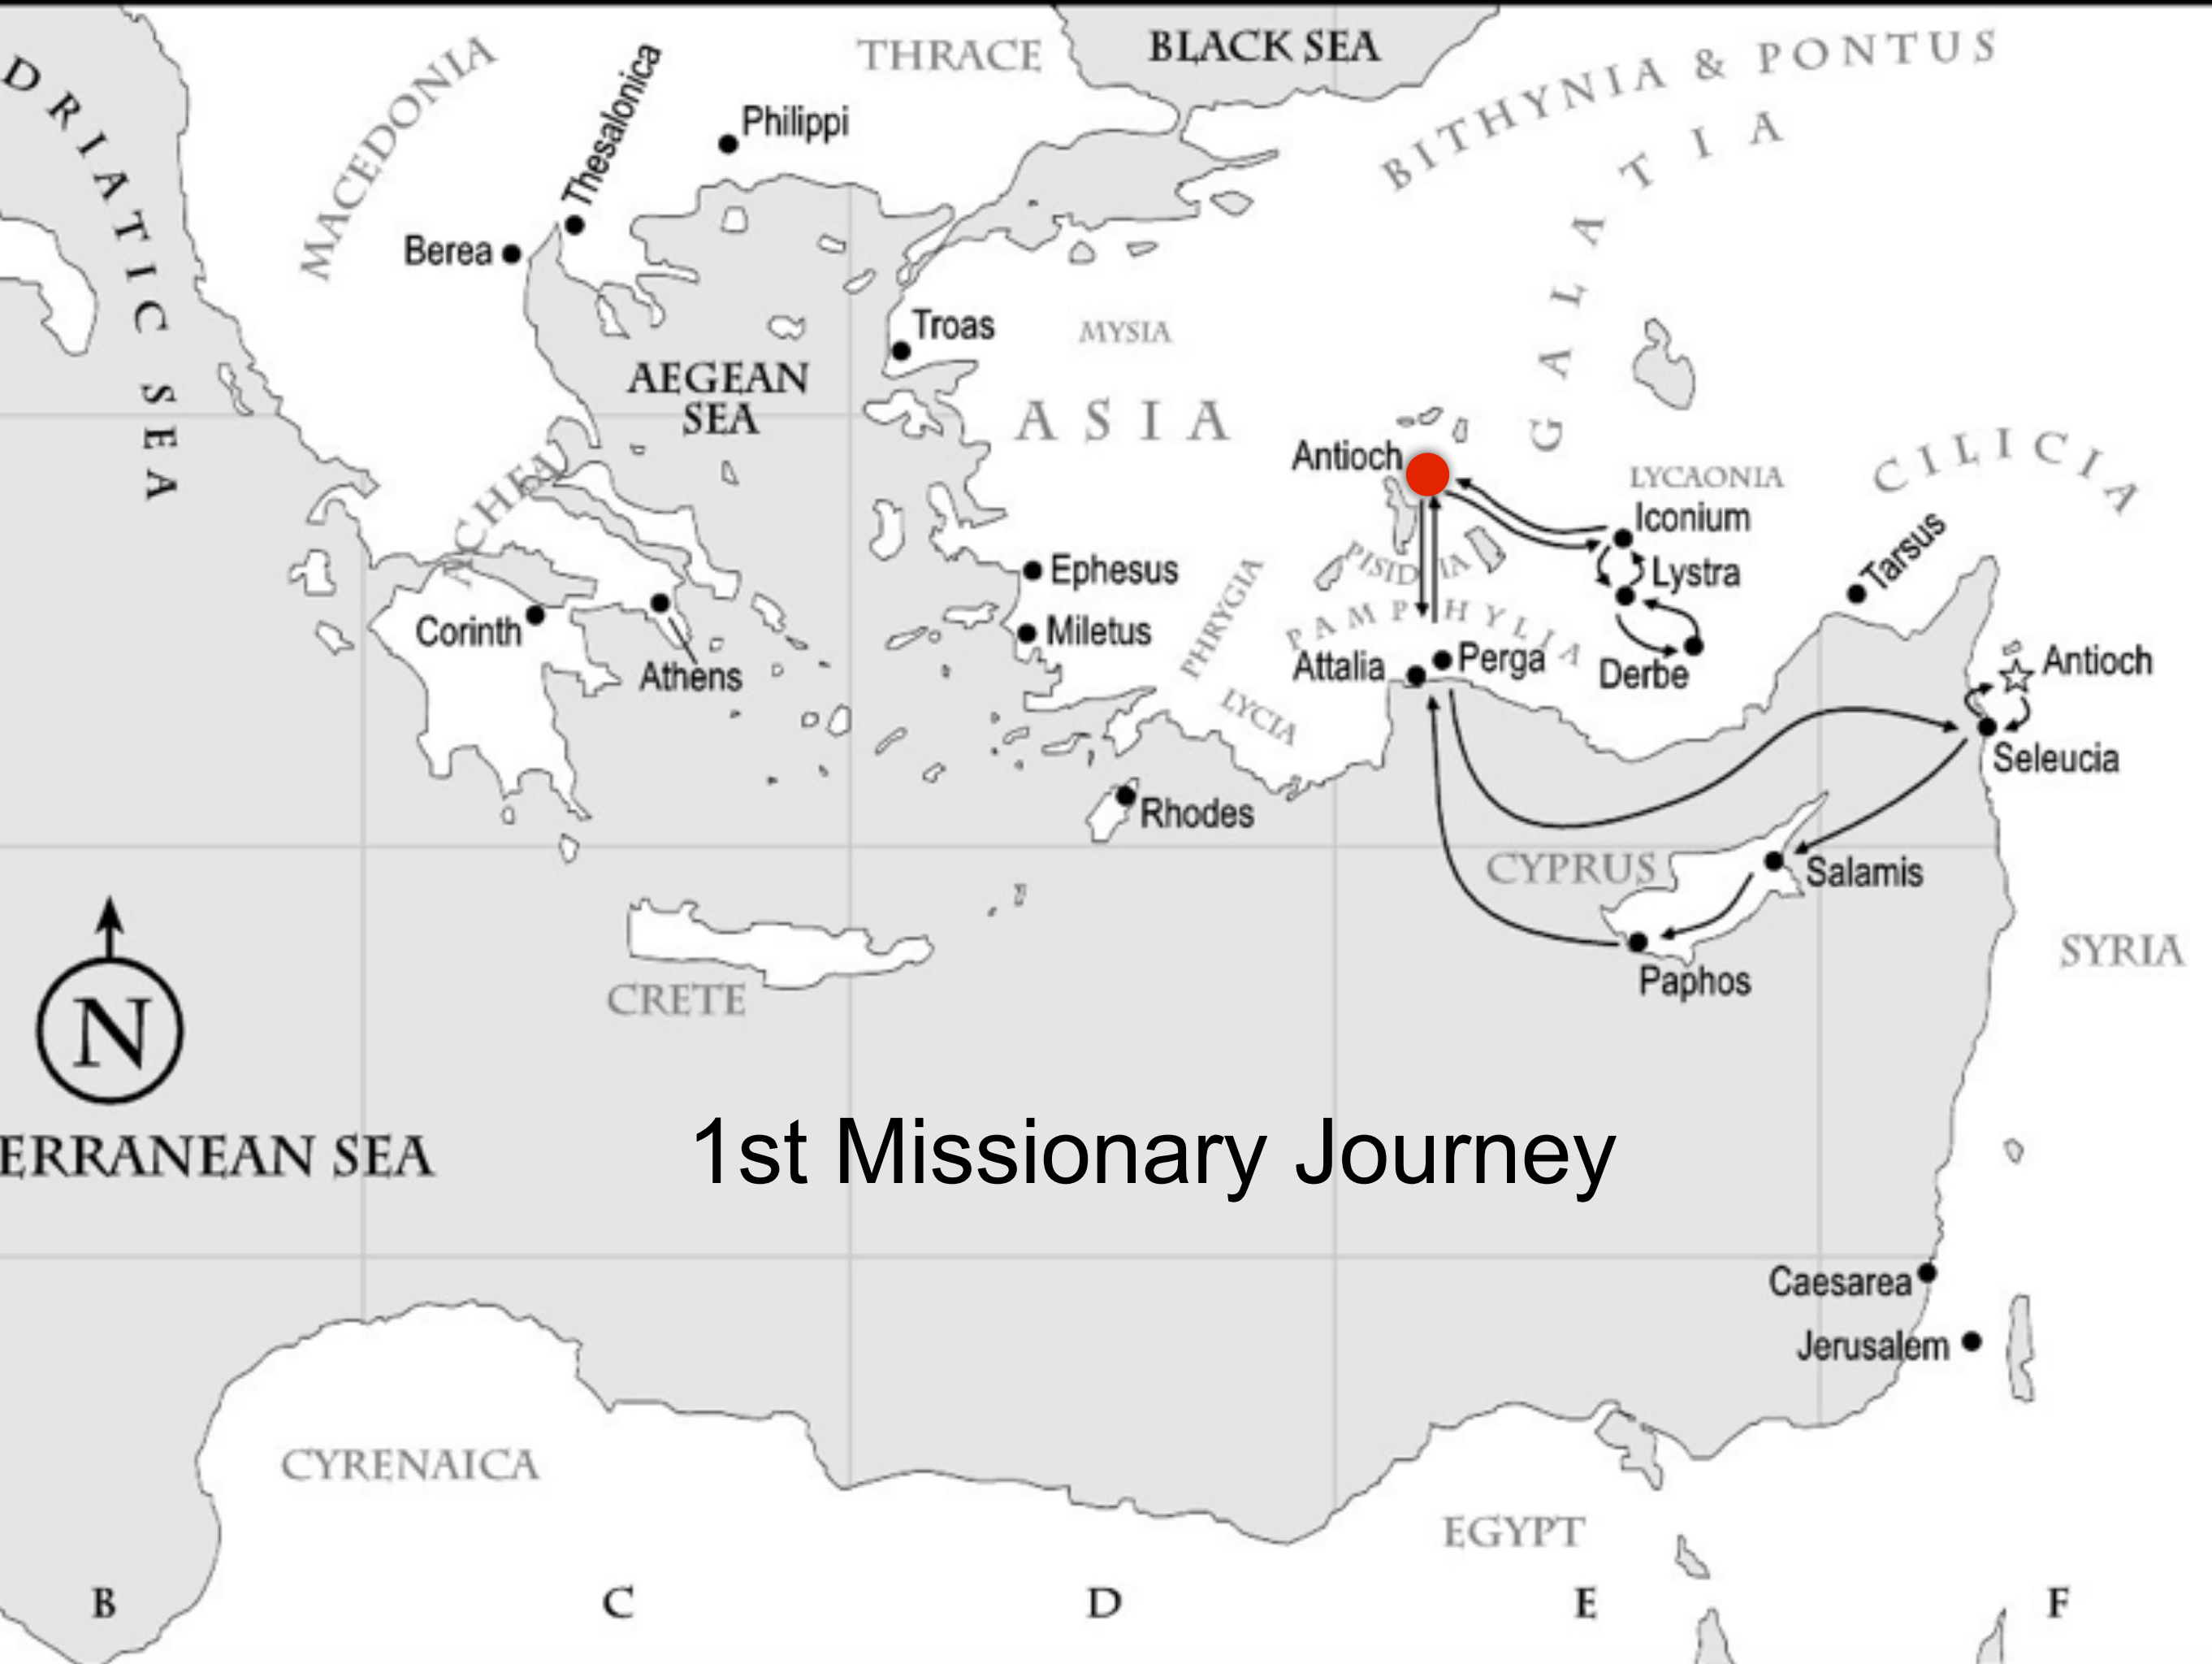 BLACK SEA
THRACE
BITHYNIA & PONTUS
MACEDONIA
Thesalonica
Philippi
DRIATIC SEA
GALATIA
Berea
Troas
MYSIA
AEGEAN
SEA
ASIA
Antioch
LYCAONIA
CILICIA
ACHEA
Iconium
Tarsus
Ephesus
PISIDIA
Lystra
PHRYGIA
PAMPHYLIA
Corinth
Miletus
Athens
Attalia
Perga
Derbe
Antioch
LYCIA
Seleucia
Rhodes
CYPRUS
Salamis
SYRIA
Paphos
CRETE
N
ERRANEAN SEA
1st Missionary Journey
Caesarea
Jerusalem
CYRENAICA
EGYPT
B C D E F